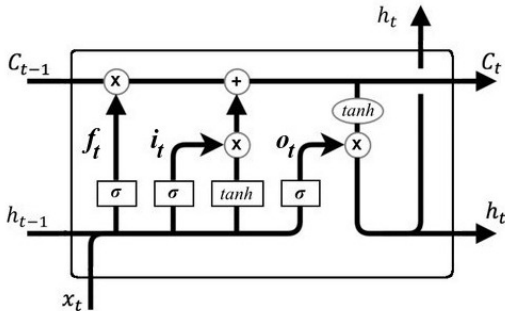 h_t
C_{t-1} x + C_t
tanh
f_t i_t x o_t x
σ σ tanh σ
h_{t-1} h_t
x_t